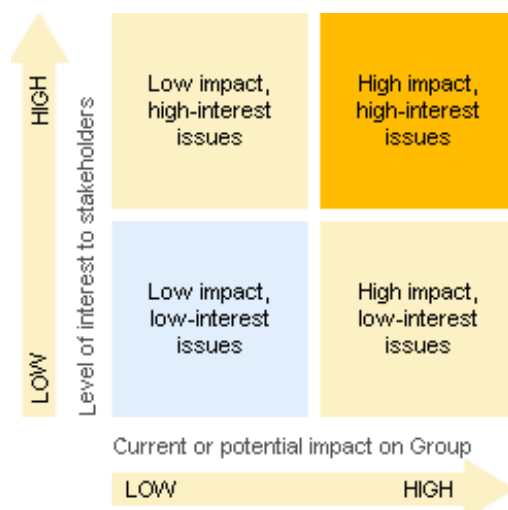 HIGH
LOW
Level of interest to stakeholders
Low impact,
high-interest
issues
High impact,
high-interest
issues
Low impact,
low-interest
issues
High impact,
low-interest
issues
Current or potential impact on Group
LOW HIGH